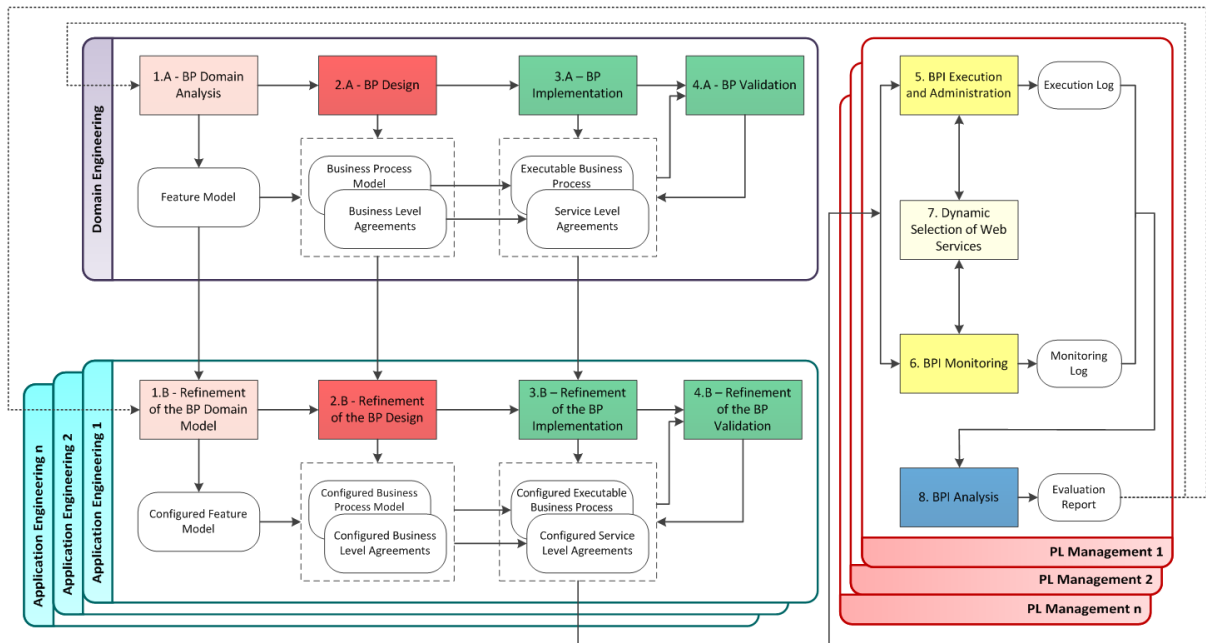 Domain Engineering
1.A - BP Domain
Analysis
2.A - BP Design
3.A – BP
Implementation
4.A - BP Validation
Feature Model
Business Process
Model
Business Level
Agreements
Executable Business
Process
Service Level
Agreements
Application Engineering n
Application Engineering 2
Application Engineering 1
1.B - Refinement
of the BP Domain
Model
2.B - Refinement
of the BP Design
3.B – Refinement
of the BP
Implementation
4.B – Refinement
of the BP
Validation
Configured Feature
Model
Configured Business
Process Model
Configured Business
Level Agreements
Configured Executable
Business Process
Configured Service
Level Agreements
5. BPI Execution
and Administration
Execution Log
7. Dynamic
Selection of Web
Services
6. BPI Monitoring
Monitoring
Log
8. BPI Analysis
Evaluation
Report
PL Management 1
PL Management 2
PL Management n